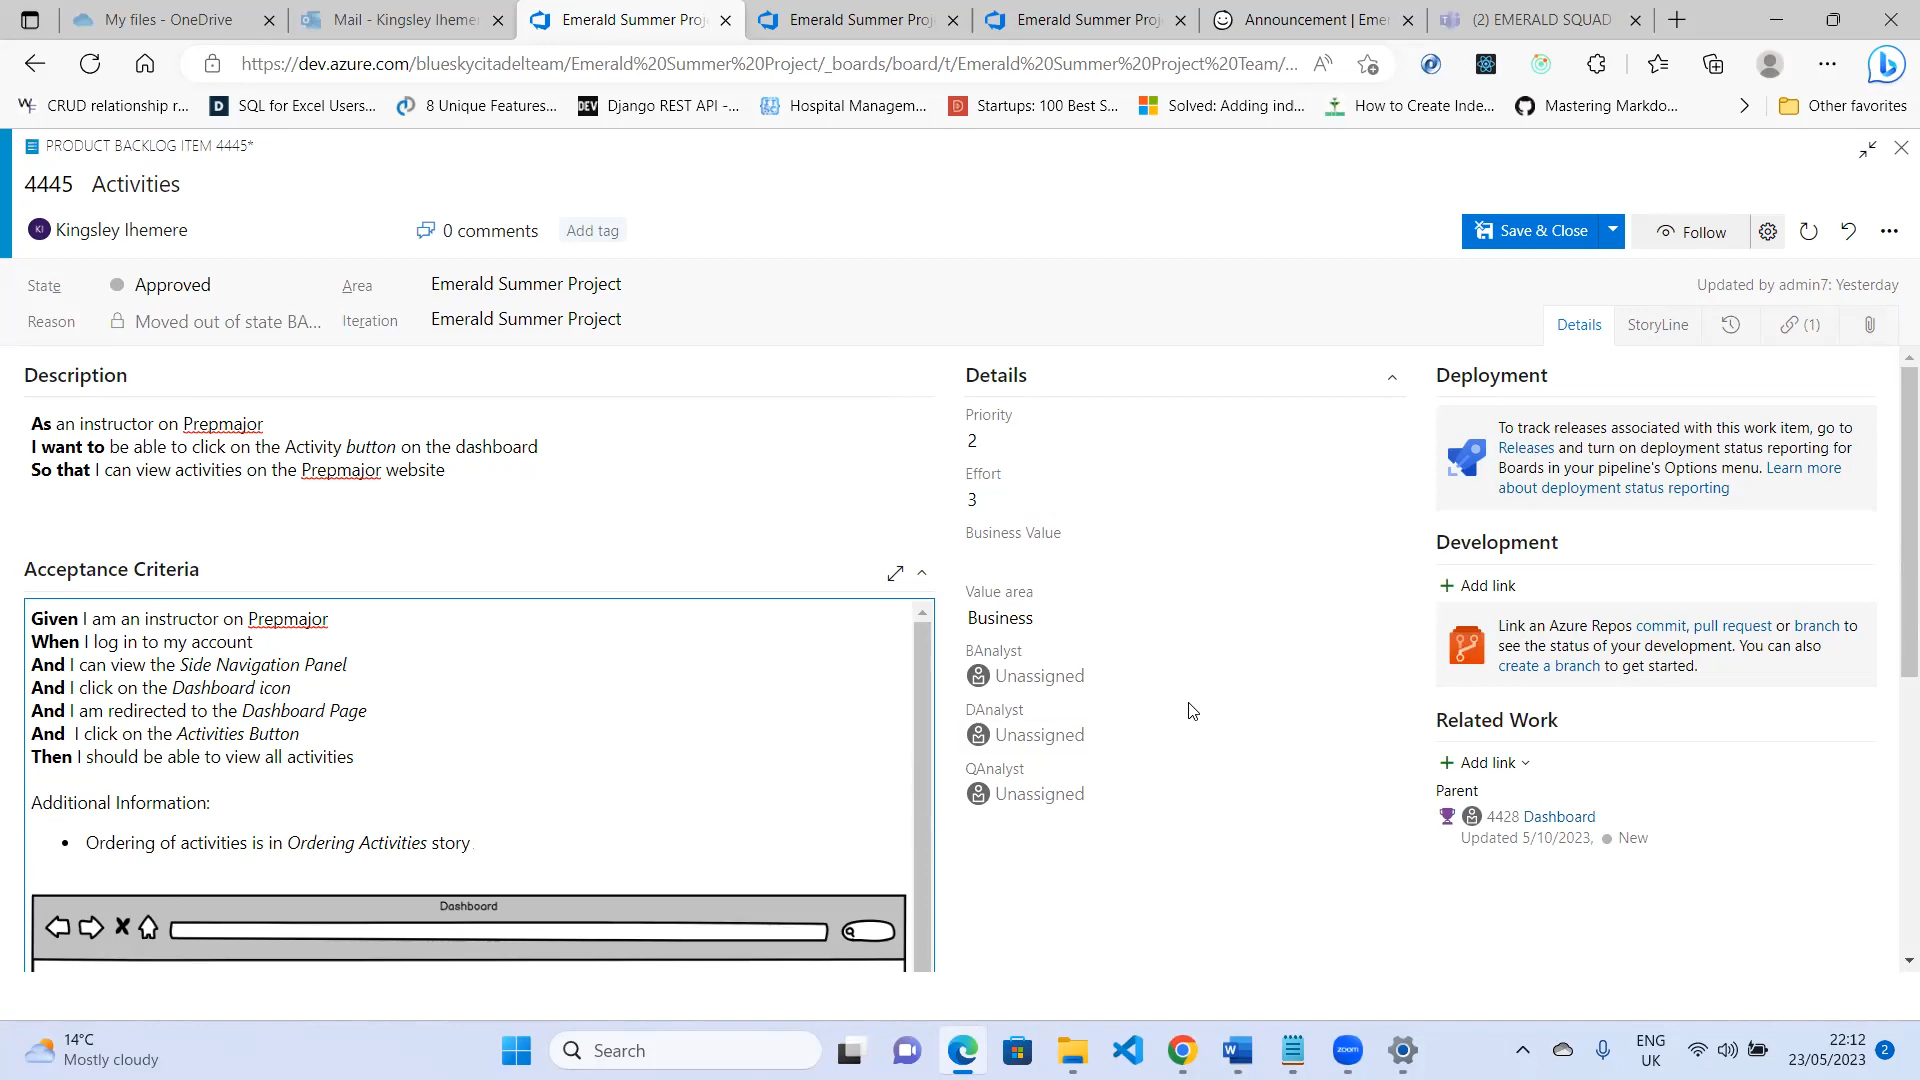 My files - OneDrive
Mail - Kingsley Ihemer
Emerald Summer Proj
Emerald Summer Proj
Emerald Summer Proj
Announcement | Emer
(2) EMERALD SQUAD
https://dev.azure.com/blueskycitadelteam/Emerald%20Summer%20Project/_boards/board/t/Emerald%20Summer%20Project%20Team/...
CRUD relationship r...
SQL for Excel Users...
8 Unique Features...
Django REST API -...
Hospital Managem...
Startups: 100 Best S...
Solved: Adding ind...
How to Create Inde...
Mastering Markdo...
Other favorites
PRODUCT BACKLOG ITEM 4445*
4445 Activities
KI Kingsley Ihemere
0 comments
Add tag
Save & Close
Follow
State
Approved
Area
Emerald Summer Project
Updated by admin7: Yesterday
Reason
Moved out of state BA...
Iteration
Emerald Summer Project
Details
StoryLine
(1)
Description
As an instructor on Prepmajor
I want to be able to click on the Activity button on the dashboard
So that I can view activities on the Prepmajor website
Acceptance Criteria
Given I am an instructor on Prepmajor
When I log in to my account
And I can view the Side Navigation Panel
And I click on the Dashboard icon
And I am redirected to the Dashboard Page
And I click on the Activities Button
Then I should be able to view all activities
Additional Information:
• Ordering of activities is in Ordering Activities story
Dashboard
Details
Priority
2
Effort
3
Business Value
Value area
Business
BAnalyst
Unassigned
DAnalyst
Unassigned
QAnalyst
Unassigned
Deployment
To track releases associated with this work item, go to
Releases and turn on deployment status reporting for
Boards in your pipeline's Options menu. Learn more
about deployment status reporting
Development
Add link
Link an Azure Repos commit, pull request or branch to
see the status of your development. You can also
create a branch to get started.
Related Work
Add link
Parent
4428 Dashboard
Updated 5/10/2023, New
14°C
Mostly cloudy
Search
zoom
ENG
UK
22:12
23/05/2023
2